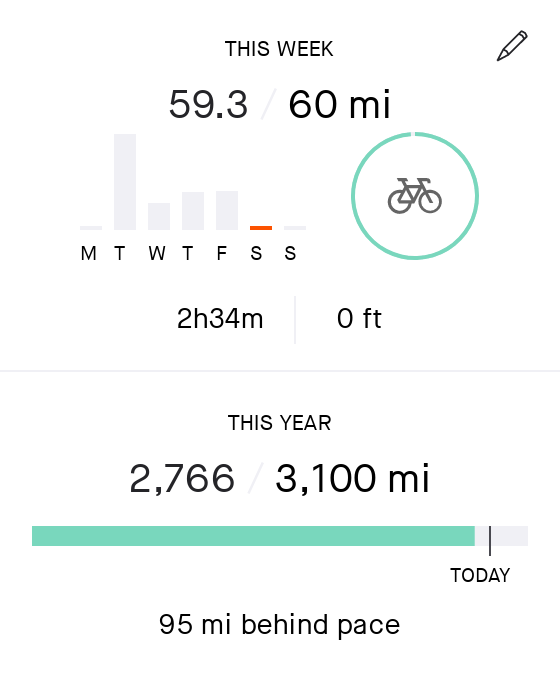 THIS WEEK
59.3 / 60 mi
M T W T F S S
2h34m 0 ft
THIS YEAR
2,766 / 3,100 mi
TODAY
95 mi behind pace